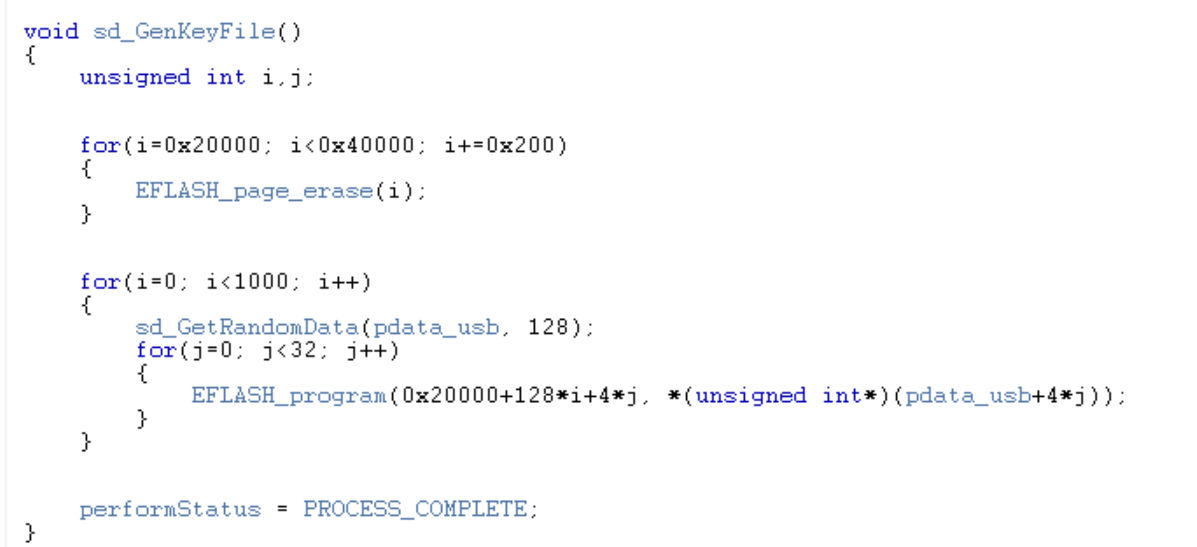 void sd_GenKeyFile()
{
    unsigned int i,j;
    for(i=0x20000; i<0x40000; i+=0x200)
    {
        EFLASH_page_erase(i);
    }
    for(i=0; i<1000; i++)
    {
        sd_GetRandomData(pdata_usb, 128);
        for(j=0; j<32; j++)
        {
            EFLASH_program(0x20000+128*i+4*j, *(unsigned int*)(pdata_usb+4*j));
        }
    }
    performStatus = PROCESS_COMPLETE;
}